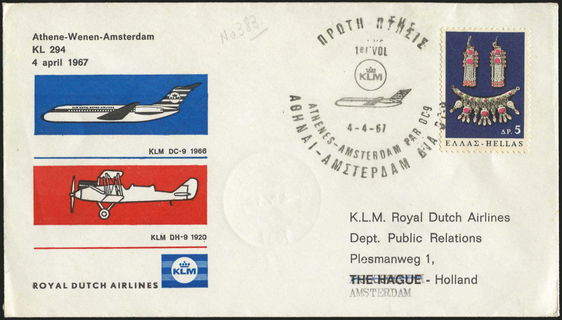 Athene-Wenen-Amsterdam
KL 294
4 april 1967
No 383
KLM DC-9 1966
KLM DH-9 1920
ROYAL DUTCH AIRLINES
KLM
ΠΡΩΤΗ ΠΤΗΣΙΣ
1er VOL
KLM
4-4-67
ATHENES-AMSTERDAM PAR DC9
ΑΘΗΝΑΙ-ΑΜΣΤΕΡΔΑΜ ΔΙΑ
ΔΡ. 5
ΕΛΛΑΣ-HELLAS
K.L.M. Royal Dutch Airlines
Dept. Public Relations
Plesmanweg 1,
THE HAGUE - Holland
AMSTERDAM